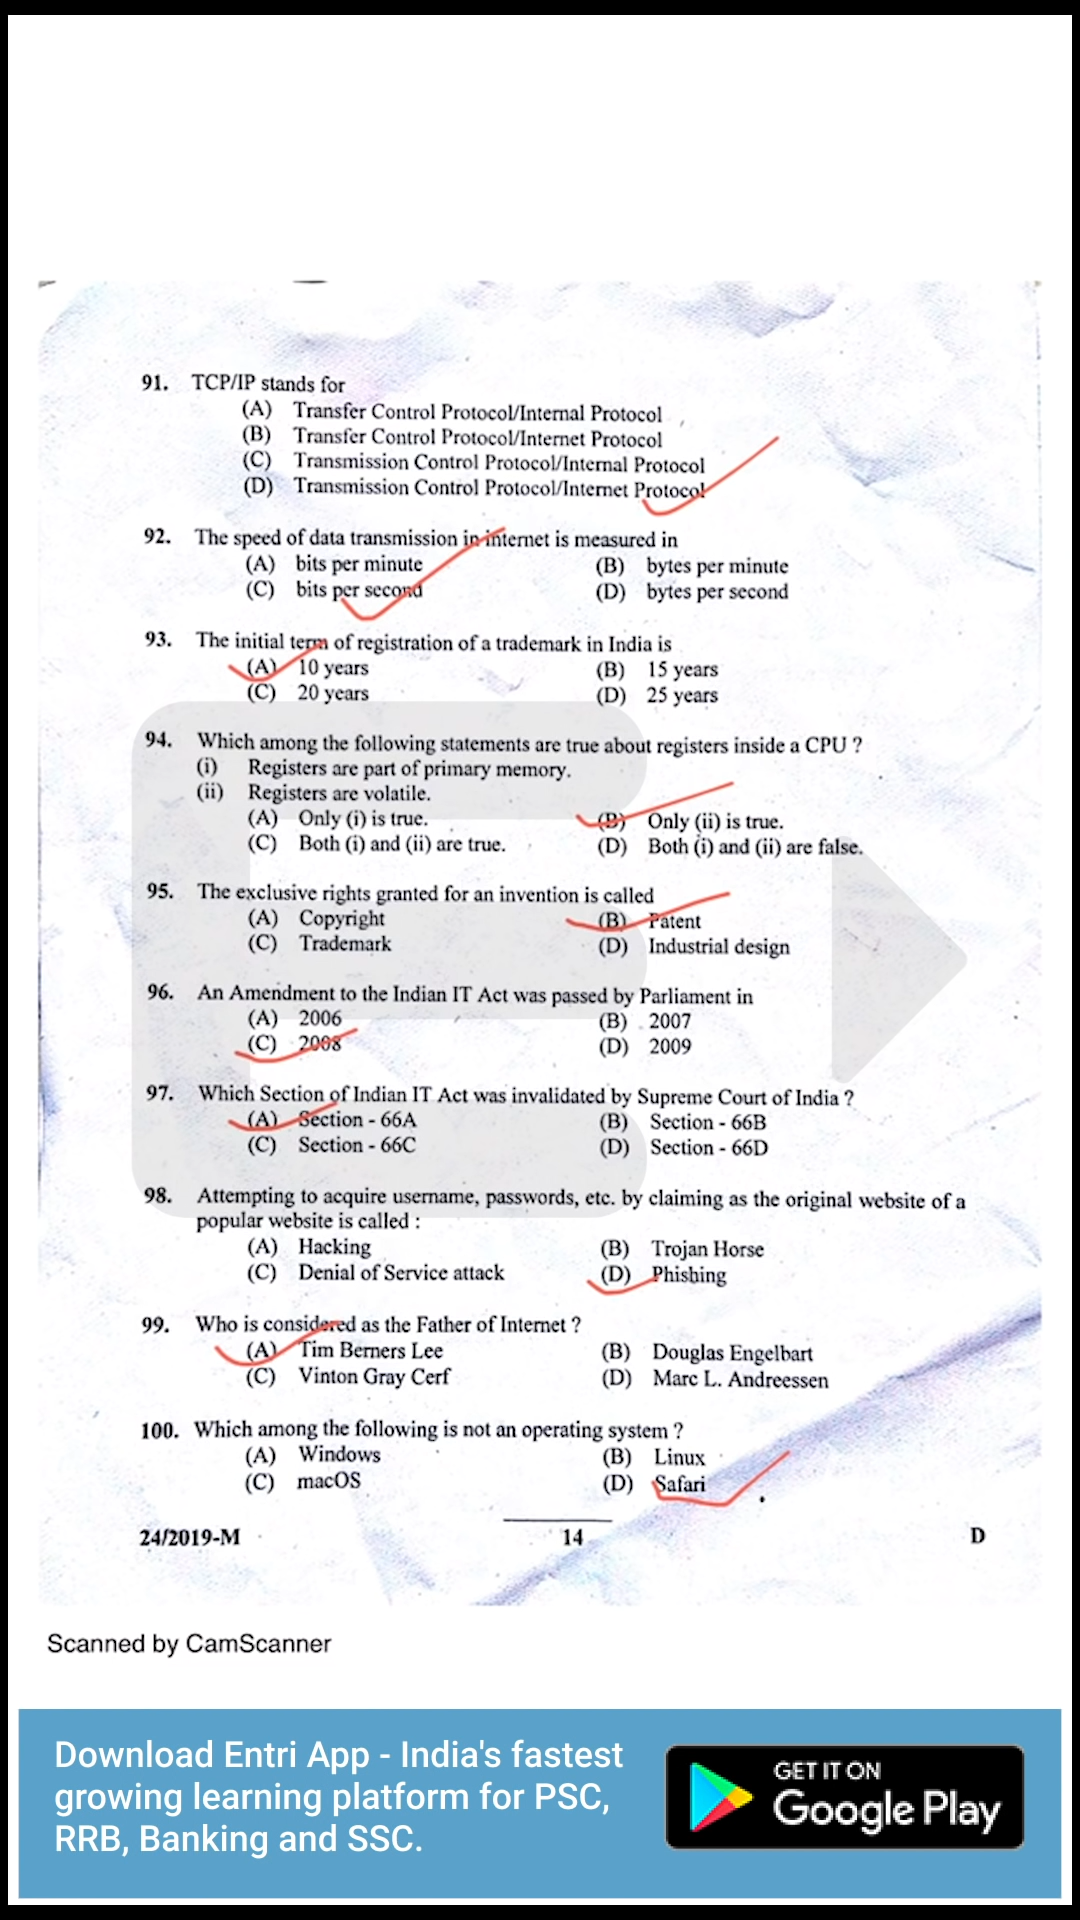 91. TCP/IP stands for
(A) Transfer Control Protocol/Internal Protocol
(B) Transfer Control Protocol/Internet Protocol
(C) Transmission Control Protocol/Internal Protocol
(D) Transmission Control Protocol/Internet Protocol
92. The speed of data transmission in internet is measured in
(A) bits per minute (B) bytes per minute
(C) bits per second (D) bytes per second
93. The initial term of registration of a trademark in India is
(A) 10 years (B) 15 years
(C) 20 years (D) 25 years
94. Which among the following statements are true about registers inside a CPU ?
(i) Registers are part of primary memory.
(ii) Registers are volatile.
(A) Only (i) is true. (B) Only (ii) is true.
(C) Both (i) and (ii) are true. (D) Both (i) and (ii) are false.
95. The exclusive rights granted for an invention is called
(A) Copyright (B) Patent
(C) Trademark (D) Industrial design
96. An Amendment to the Indian IT Act was passed by Parliament in
(A) 2006 (B) 2007
(C) 2008 (D) 2009
97. Which Section of Indian IT Act was invalidated by Supreme Court of India ?
(A) Section - 66A (B) Section - 66B
(C) Section - 66C (D) Section - 66D
98. Attempting to acquire username, passwords, etc. by claiming as the original website of a
popular website is called :
(A) Hacking (B) Trojan Horse
(C) Denial of Service attack (D) Phishing
99. Who is considered as the Father of Internet ?
(A) Tim Berners Lee (B) Douglas Engelbart
(C) Vinton Gray Cerf (D) Marc L. Andreessen
100. Which among the following is not an operating system ?
(A) Windows (B) Linux
(C) macOS (D) Safari
24/2019-M 14 D
Scanned by CamScanner
Download Entri App - India's fastest
growing learning platform for PSC,
RRB, Banking and SSC.
GET IT ON
Google Play